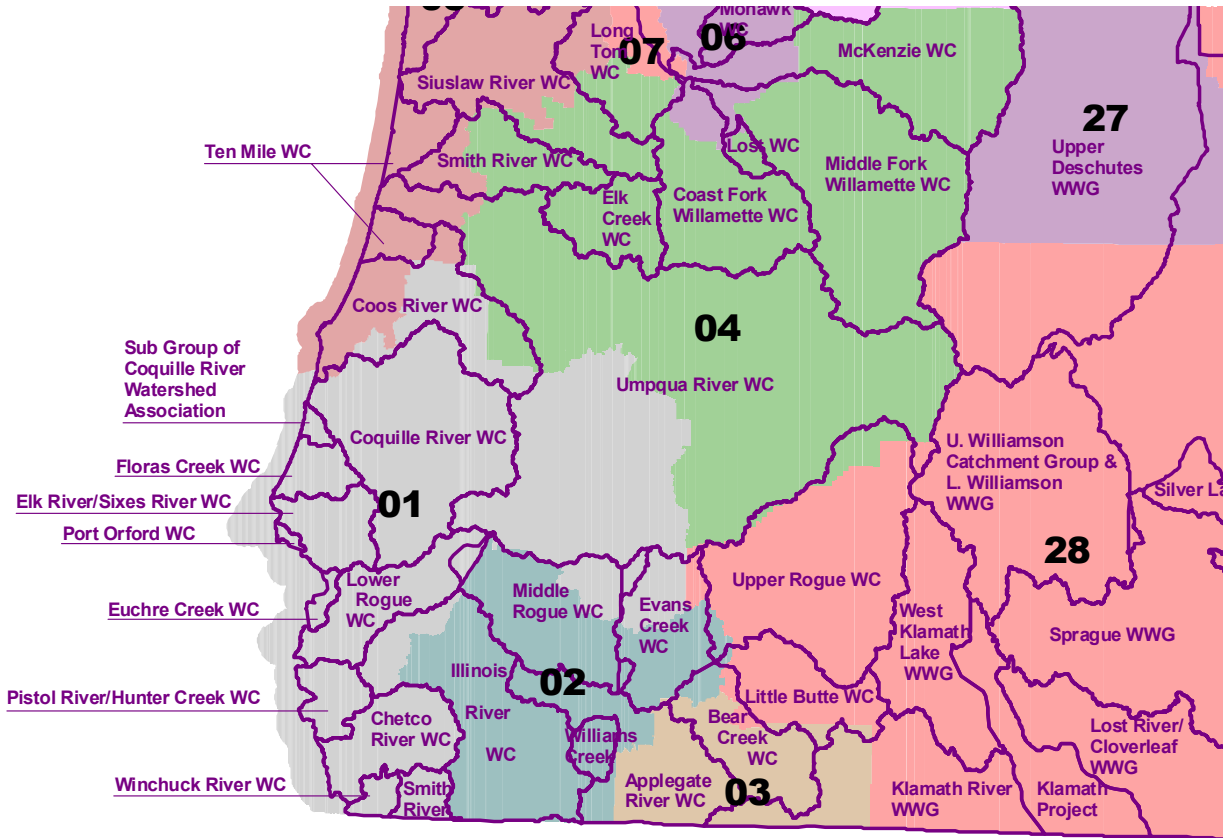 Mohawk
WC
06
Long
Tom
WC
07
McKenzie WC
Siuslaw River WC
27
Upper
Deschutes
WWG
Ten Mile WC
Smith River WC
Lost WC
Middle Fork
Willamette WC
Elk
Creek
WC
Coast Fork
Willamette WC
Coos River WC
04
Umpqua River WC
Sub Group of
Coquille River
Watershed
Association
Coquille River WC
Floras Creek WC
U. Williamson
Catchment Group &
L. Williamson
WWG
Elk River/Sixes River WC
01
Port Orford WC
28
Lower
Rogue
WC
Middle
Rogue WC
Evans
Creek
WC
Upper Rogue WC
Euchre Creek WC
West
Klamath
Lake
WWG
Sprague WWG
Illinois
River
WC
02
Little Butte WC
Pistol River/Hunter Creek WC
Chetco
River WC
Williams
Creek
Bear
Creek
WC
Lost River/
Cloverleaf
WWG
Winchuck River WC
Smith
River
Applegate
River WC
03
Klamath River
WWG
Klamath
Project